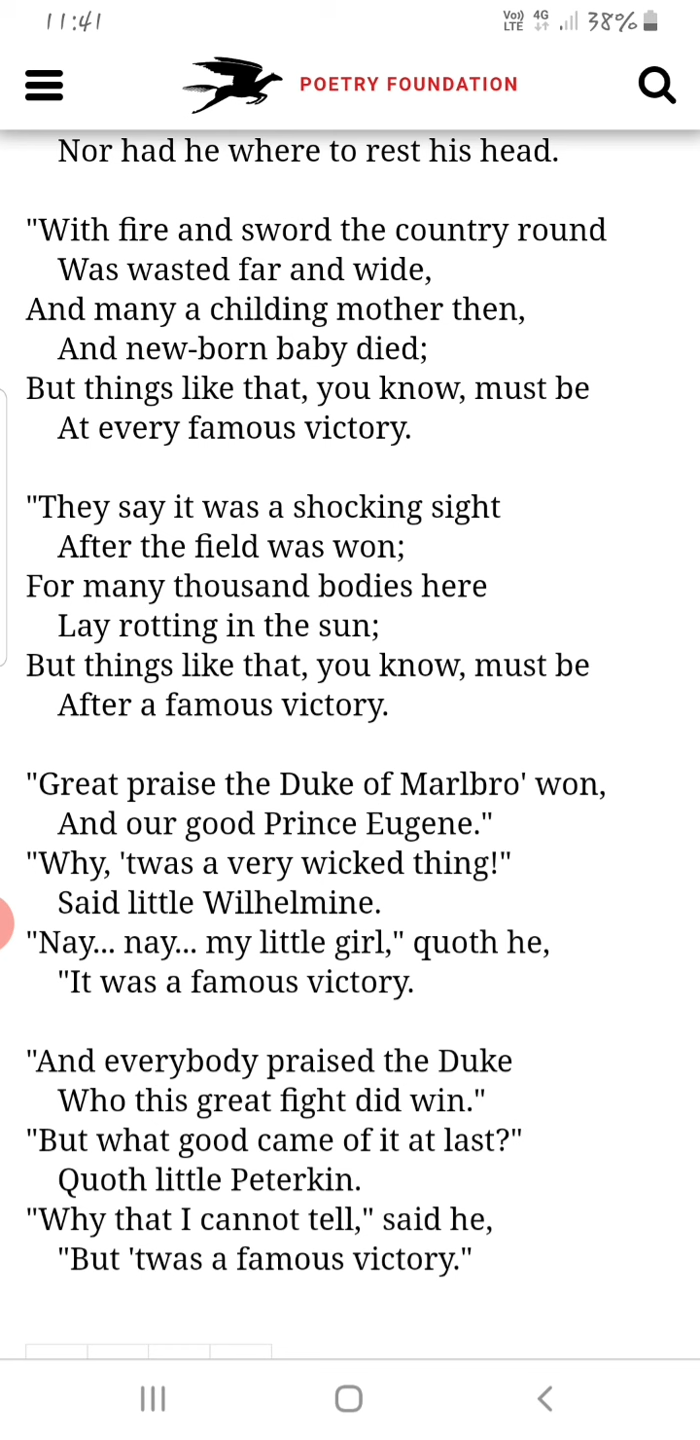 11:41
Vo)) 4G
LTE
38%
POETRY FOUNDATION
Nor had he where to rest his head.
"With fire and sword the country round
Was wasted far and wide,
And many a childing mother then,
And new-born baby died;
But things like that, you know, must be
At every famous victory.
"They say it was a shocking sight
After the field was won;
For many thousand bodies here
Lay rotting in the sun;
But things like that, you know, must be
After a famous victory.
"Great praise the Duke of Marlbro' won,
And our good Prince Eugene."
"Why, 'twas a very wicked thing!"
Said little Wilhelmine.
"Nay... nay... my little girl," quoth he,
"It was a famous victory.
"And everybody praised the Duke
Who this great fight did win."
"But what good came of it at last?"
Quoth little Peterkin.
"Why that I cannot tell," said he,
"But 'twas a famous victory."